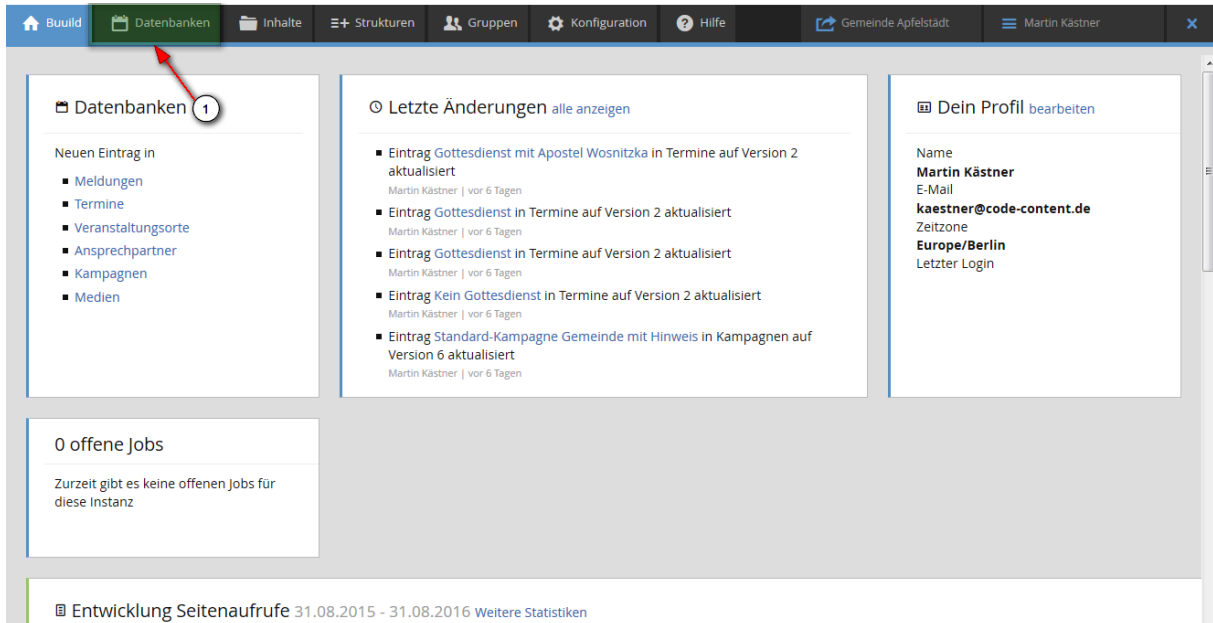 Buuild Datenbanken Inhalte Strukturen Gruppen Konfiguration Hilfe Gemeinde Apfelstädt Martin Kästner
Datenbanken 1
Neuen Eintrag in
Meldungen
Termine
Veranstaltungsorte
Ansprechpartner
Kampagnen
Medien
Letzte Änderungen alle anzeigen
Eintrag Gottesdienst mit Apostel Wosnitzka in Termine auf Version 2
aktualisiert
Martin Kästner | vor 6 Tagen
Eintrag Gottesdienst in Termine auf Version 2 aktualisiert
Martin Kästner | vor 6 Tagen
Eintrag Gottesdienst in Termine auf Version 2 aktualisiert
Martin Kästner | vor 6 Tagen
Eintrag Kein Gottesdienst in Termine auf Version 2 aktualisiert
Martin Kästner | vor 6 Tagen
Eintrag Standard-Kampagne Gemeinde mit Hinweis in Kampagnen auf
Version 6 aktualisiert
Martin Kästner | vor 6 Tagen
Dein Profil bearbeiten
Name
Martin Kästner
E-Mail
kaestner@code-content.de
Zeitzone
Europe/Berlin
Letzter Login
0 offene Jobs
Zurzeit gibt es keine offenen Jobs für
diese Instanz
Entwicklung Seitenaufrufe 31.08.2015 - 31.08.2016 Weitere Statistiken